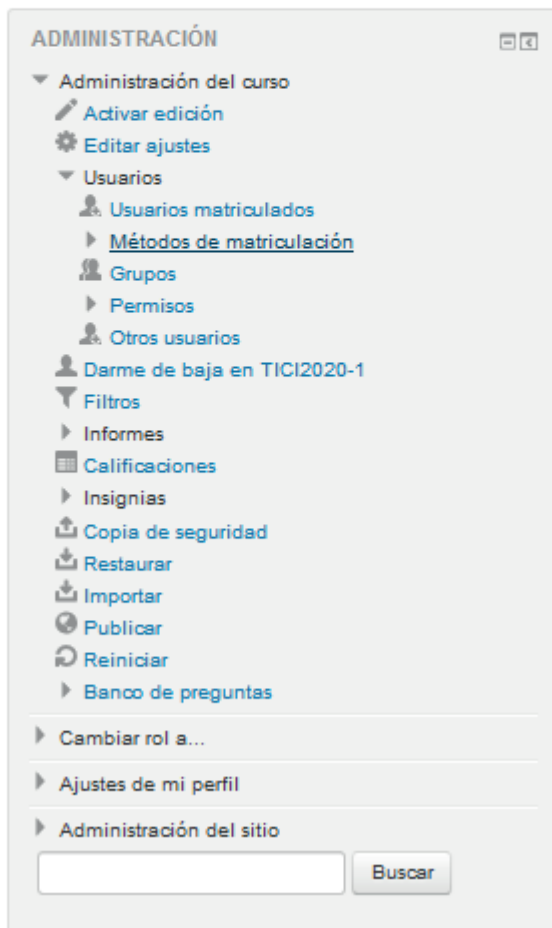 ADMINISTRACIÓN
Administración del curso
Activar edición
Editar ajustes
Usuarios
Usuarios matriculados
Métodos de matriculación
Grupos
Permisos
Otros usuarios
Darme de baja en TICI2020-1
Filtros
Informes
Calificaciones
Insignias
Copia de seguridad
Restaurar
Importar
Publicar
Reiniciar
Banco de preguntas
Cambiar rol a...
Ajustes de mi perfil
Administración del sitio
Buscar